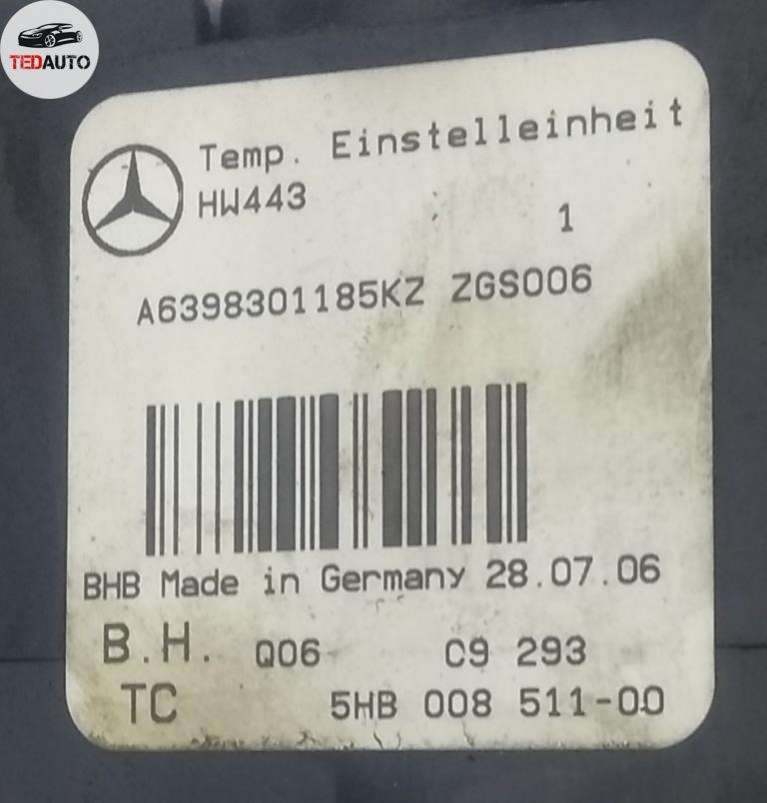 TEDAUTO
Temp. Einstelleinheit
HW443
1
A6398301185KZ ZGS006
BHB Made in Germany 28.07.06
B.H. Q06 C9 293
TC 5HB 008 511-00